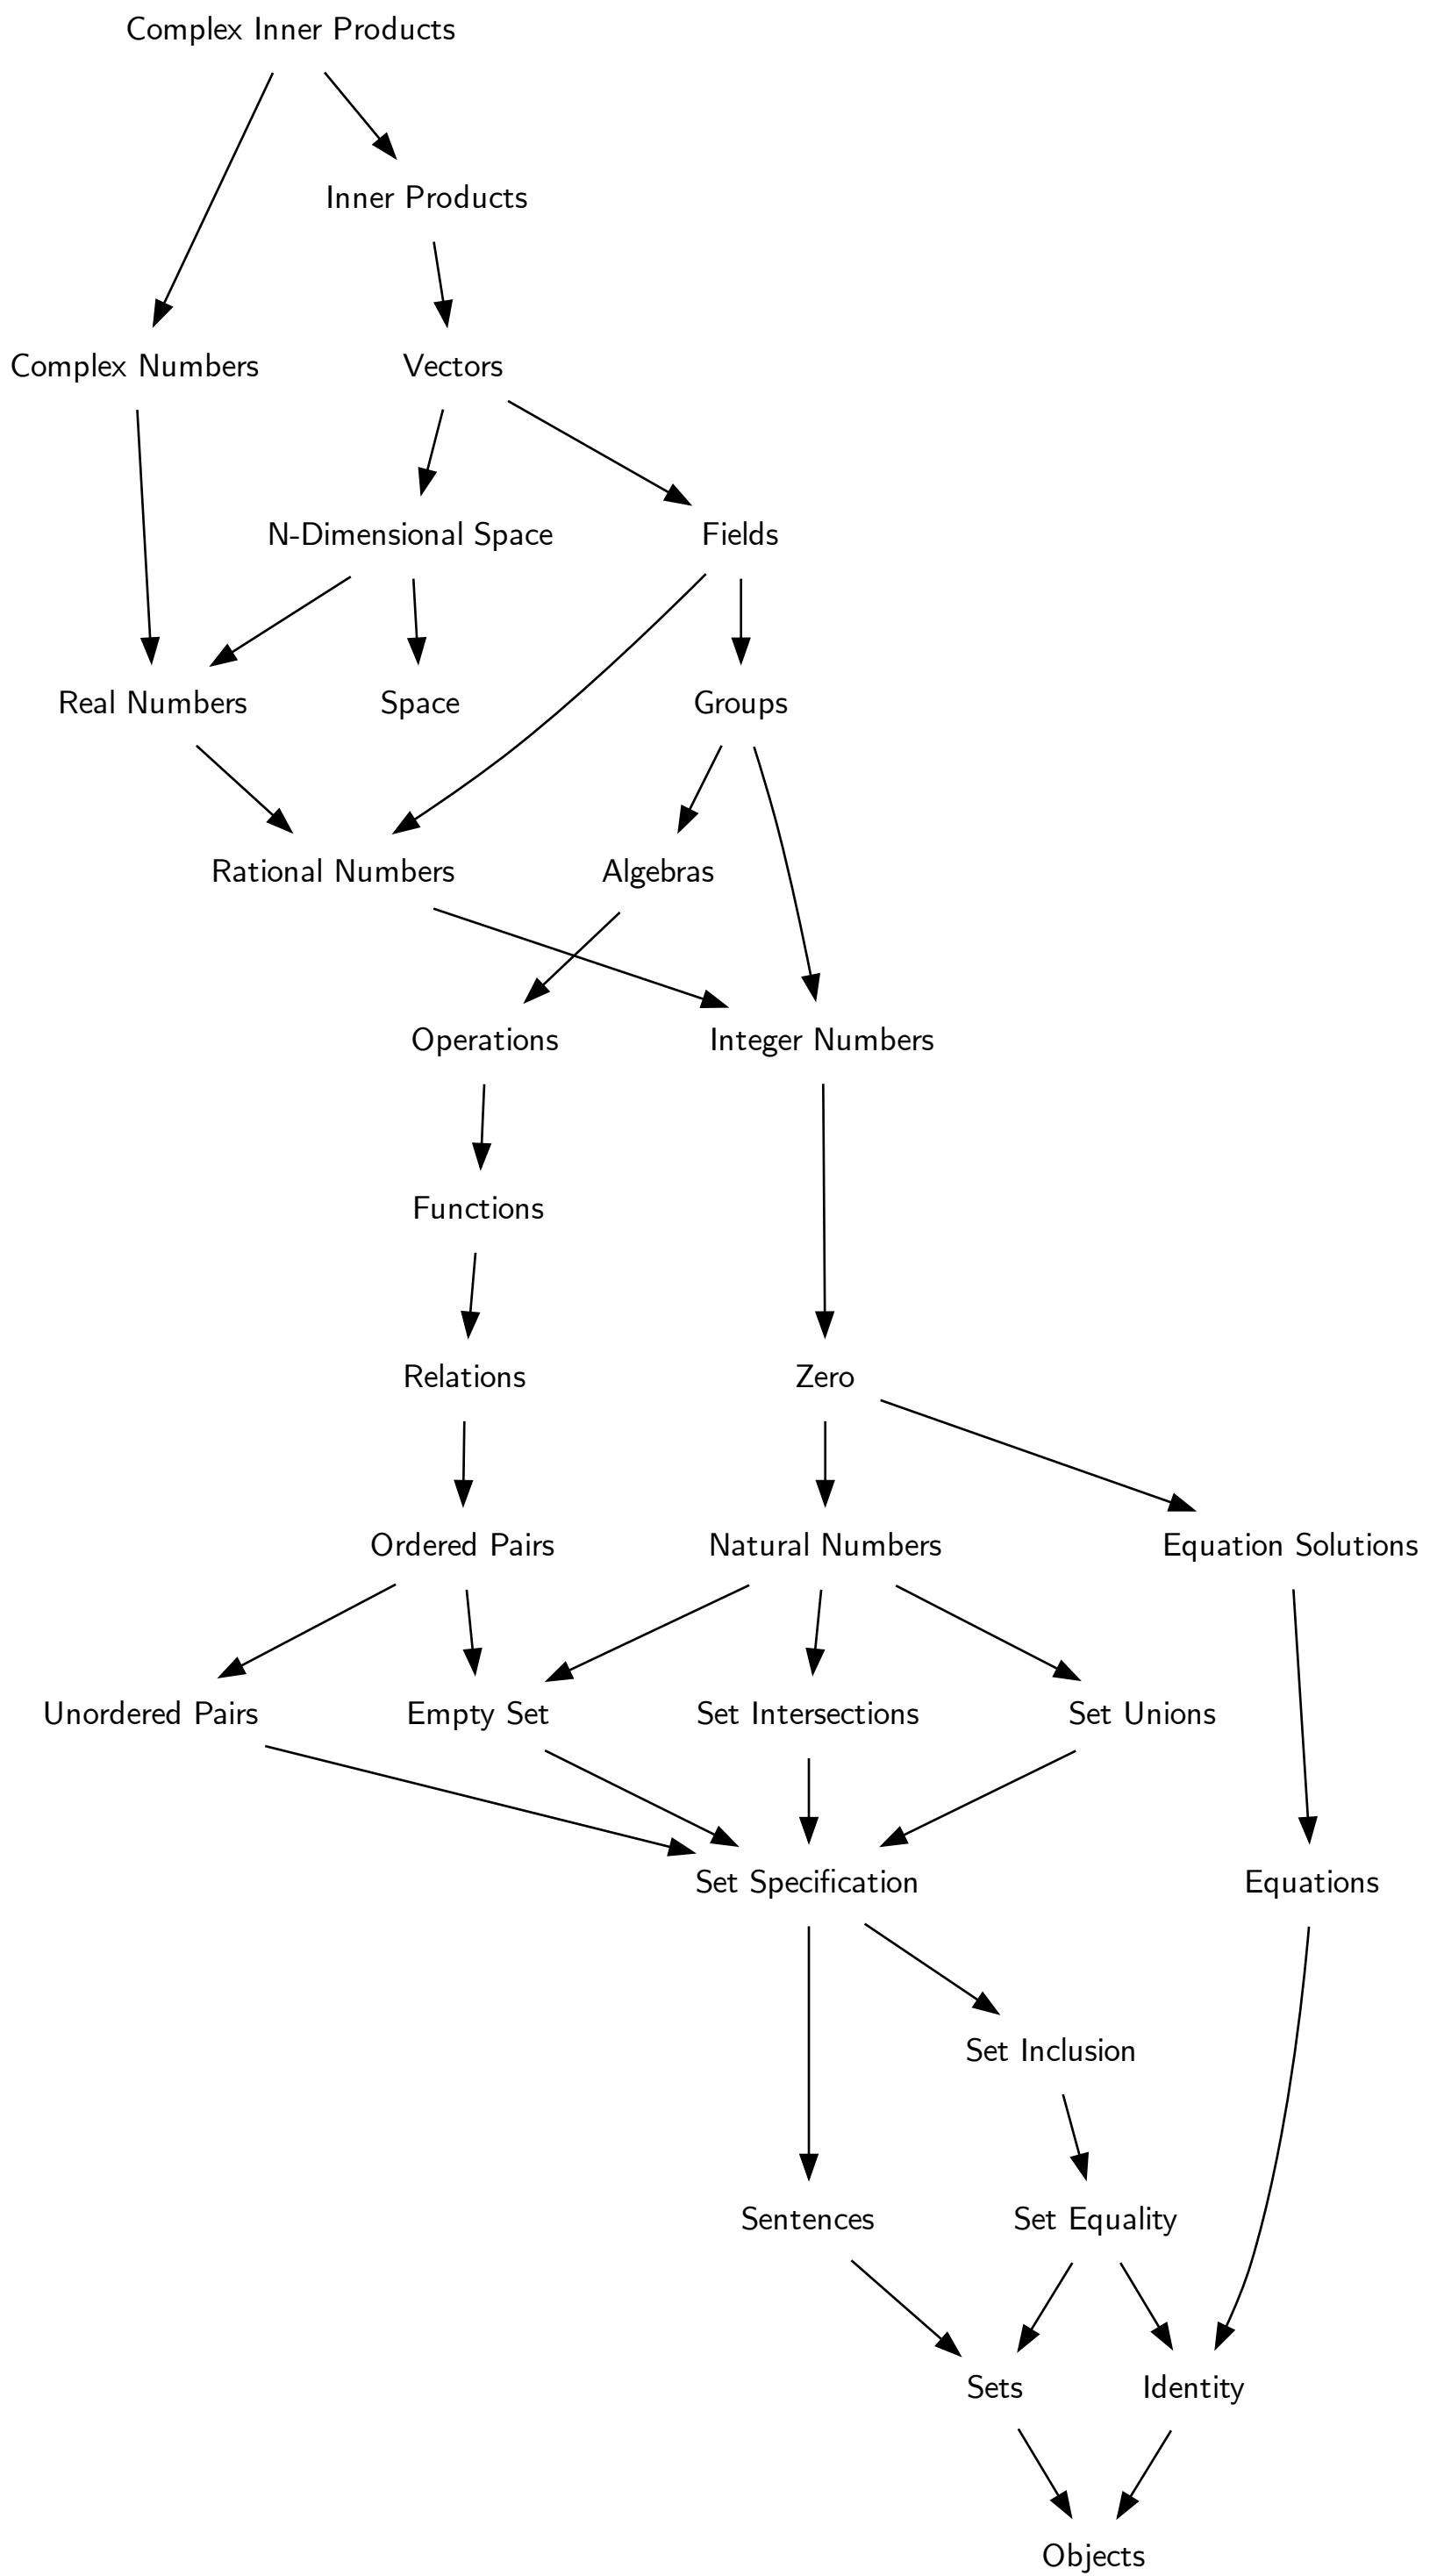 Complex Inner Products
Inner Products
Complex Numbers
Vectors
N-Dimensional Space
Fields
Real Numbers
Space
Groups
Rational Numbers
Algebras
Operations
Integer Numbers
Functions
Relations
Zero
Ordered Pairs
Natural Numbers
Equation Solutions
Unordered Pairs
Empty Set
Set Intersections
Set Unions
Set Specification
Equations
Set Inclusion
Sentences
Set Equality
Sets
Identity
Objects